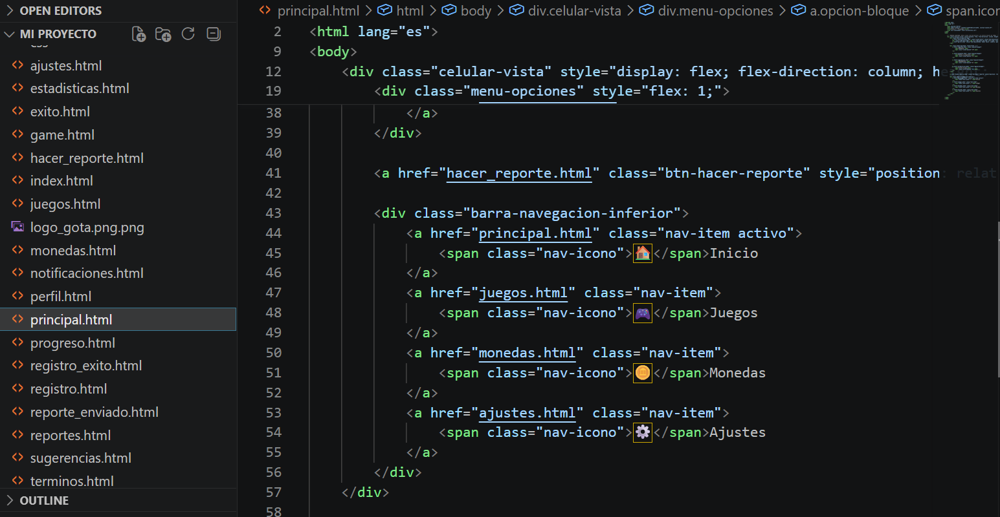 OPEN EDITORS
MI PROYECTO
css
ajustes.html
estadisticas.html
exito.html
game.html
hacer_reporte.html
index.html
juegos.html
logo_gota.png.png
monedas.html
notificaciones.html
perfil.html
principal.html
progreso.html
registro_exito.html
registro.html
reporte_enviado.html
reportes.html
sugerencias.html
terminos.html
OUTLINE
principal.html > html > body > div.celular-vista > div.menu-opciones > a.opcion-bloque > span.icon
2 <html lang="es">
9 <body>
12 <div class="celular-vista" style="display: flex; flex-direction: column; he
19 <div class="menu-opciones" style="flex: 1;">
38 </a>
39 </div>
40
41 <a href="hacer_reporte.html" class="btn-hacer-reporte" style="position: relat
42
43 <div class="barra-navegacion-inferior">
44 <a href="principal.html" class="nav-item activo">
45 <span class="nav-icono">🏠</span>Inicio
46 </a>
47 <a href="juegos.html" class="nav-item">
48 <span class="nav-icono">🎮</span>Juegos
49 </a>
50 <a href="monedas.html" class="nav-item">
51 <span class="nav-icono">🪙</span>Monedas
52 </a>
53 <a href="ajustes.html" class="nav-item">
54 <span class="nav-icono">⚙️</span>Ajustes
55 </a>
56 </div>
57 </div>
58